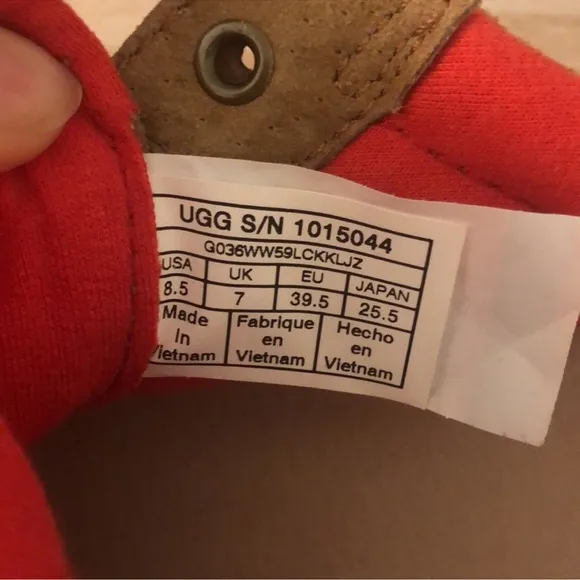 UGG S/N 1015044
G036WW59LCKKLJZ
USA UK EU JAPAN
8.5 7 39.5 25.5
Made Fabrique Hecho
in en en
Vietnam Vietnam Vietnam